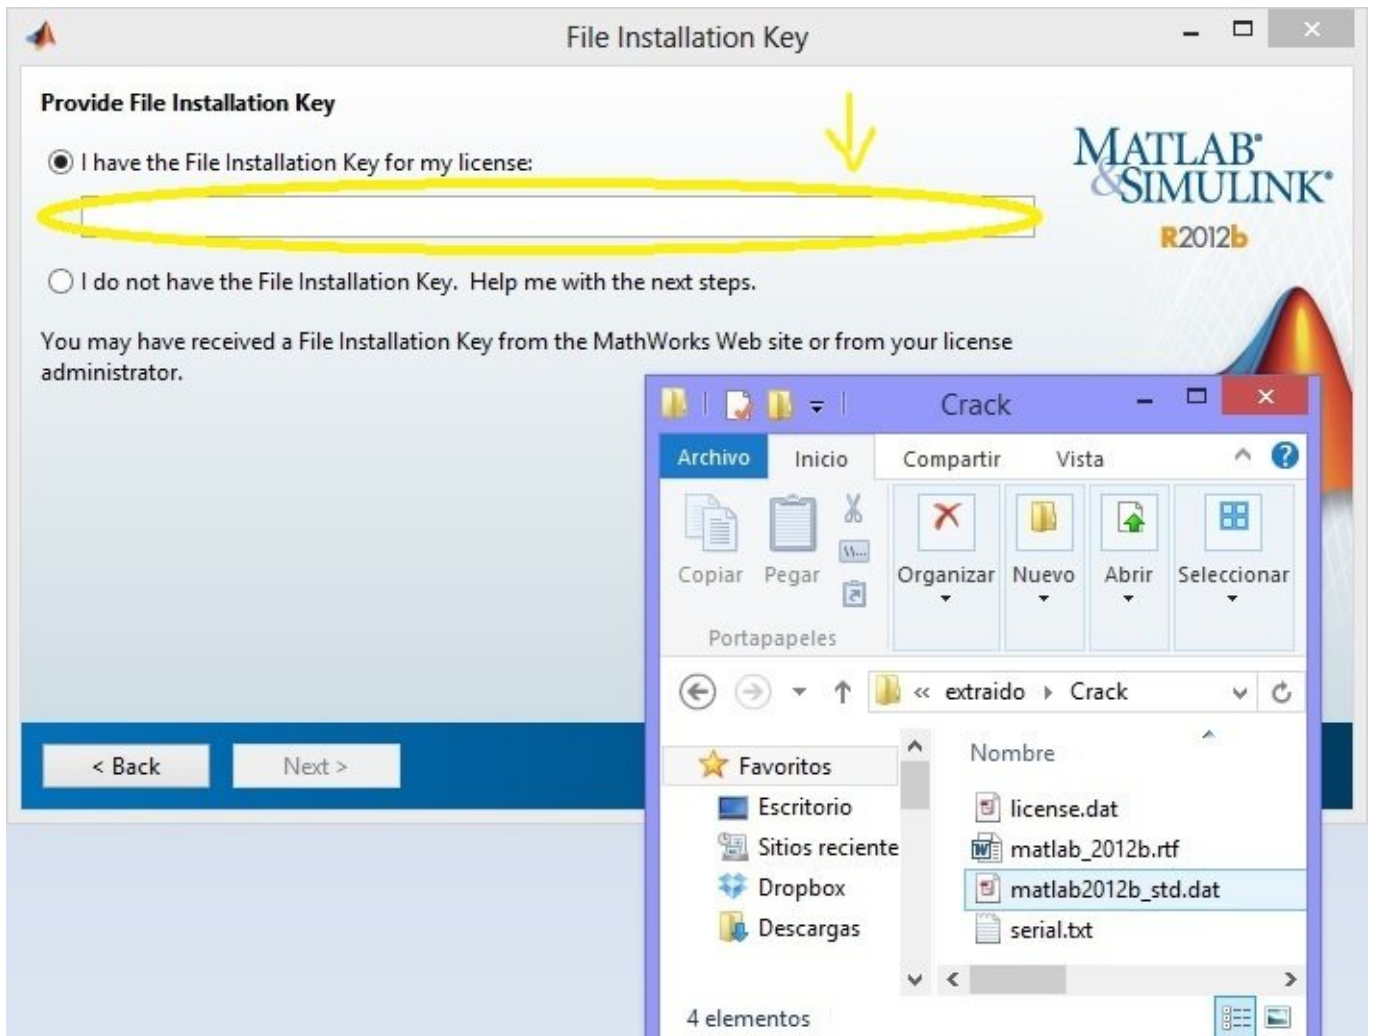 File Installation Key
Provide File Installation Key
I have the File Installation Key for my license:
I do not have the File Installation Key.  Help me with the next steps.
You may have received a File Installation Key from the MathWorks Web site or from your license
administrator.
MATLAB®
&SIMULINK®
R2012b
< Back
Next >
Crack
Archivo
Inicio
Compartir
Vista
Copiar
Pegar
Organizar
Nuevo
Abrir
Seleccionar
Portapapeles
« extraido
Crack
Favoritos
Escritorio
Sitios reciente
Dropbox
Descargas
Nombre
license.dat
matlab_2012b.rtf
matlab2012b_std.dat
serial.txt
4 elementos